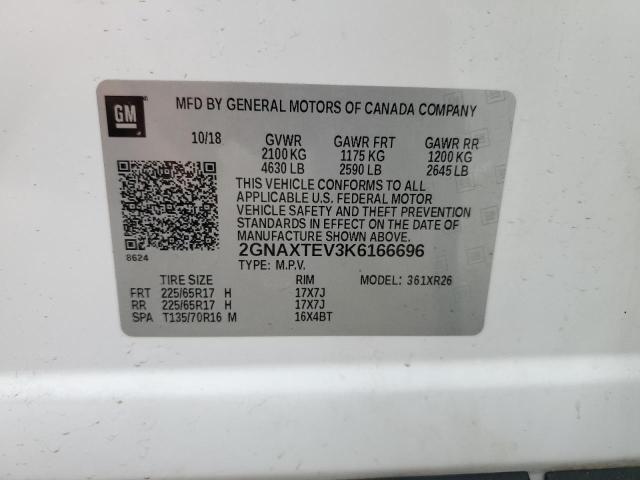 GM
MFD BY GENERAL MOTORS OF CANADA COMPANY
10/18 GVWR GAWR FRT GAWR RR
2100 KG 1175 KG 1200 KG
4630 LB 2590 LB 2645 LB
THIS VEHICLE CONFORMS TO ALL
APPLICABLE U.S. FEDERAL MOTOR
VEHICLE SAFETY AND THEFT PREVENTION
STANDARDS IN EFFECT ON THE DATE OF
MANUFACTURE SHOWN ABOVE.
8624
2GNAXTEV3K6166696
TYPE: M.P.V.
TIRE SIZE RIM MODEL: 361XR26
FRT 225/65R17 H 17X7J
RR 225/65R17 H 17X7J
SPA T135/70R16 M 16X4BT